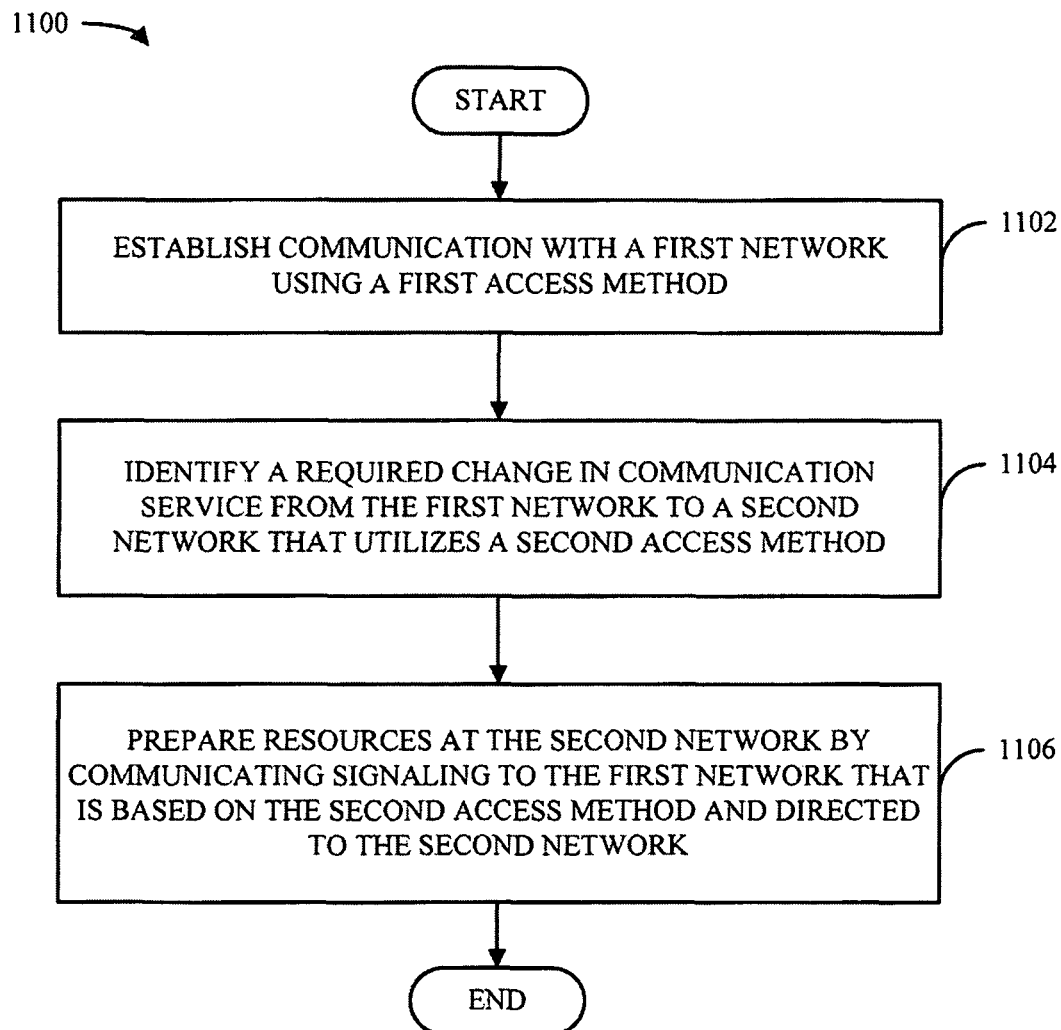 1100
START
ESTABLISH COMMUNICATION WITH A FIRST NETWORK
USING A FIRST ACCESS METHOD
1102
IDENTIFY A REQUIRED CHANGE IN COMMUNICATION
SERVICE FROM THE FIRST NETWORK TO A SECOND
NETWORK THAT UTILIZES A SECOND ACCESS METHOD
1104
PREPARE RESOURCES AT THE SECOND NETWORK BY
COMMUNICATING SIGNALING TO THE FIRST NETWORK THAT
IS BASED ON THE SECOND ACCESS METHOD AND DIRECTED
TO THE SECOND NETWORK
1106
END